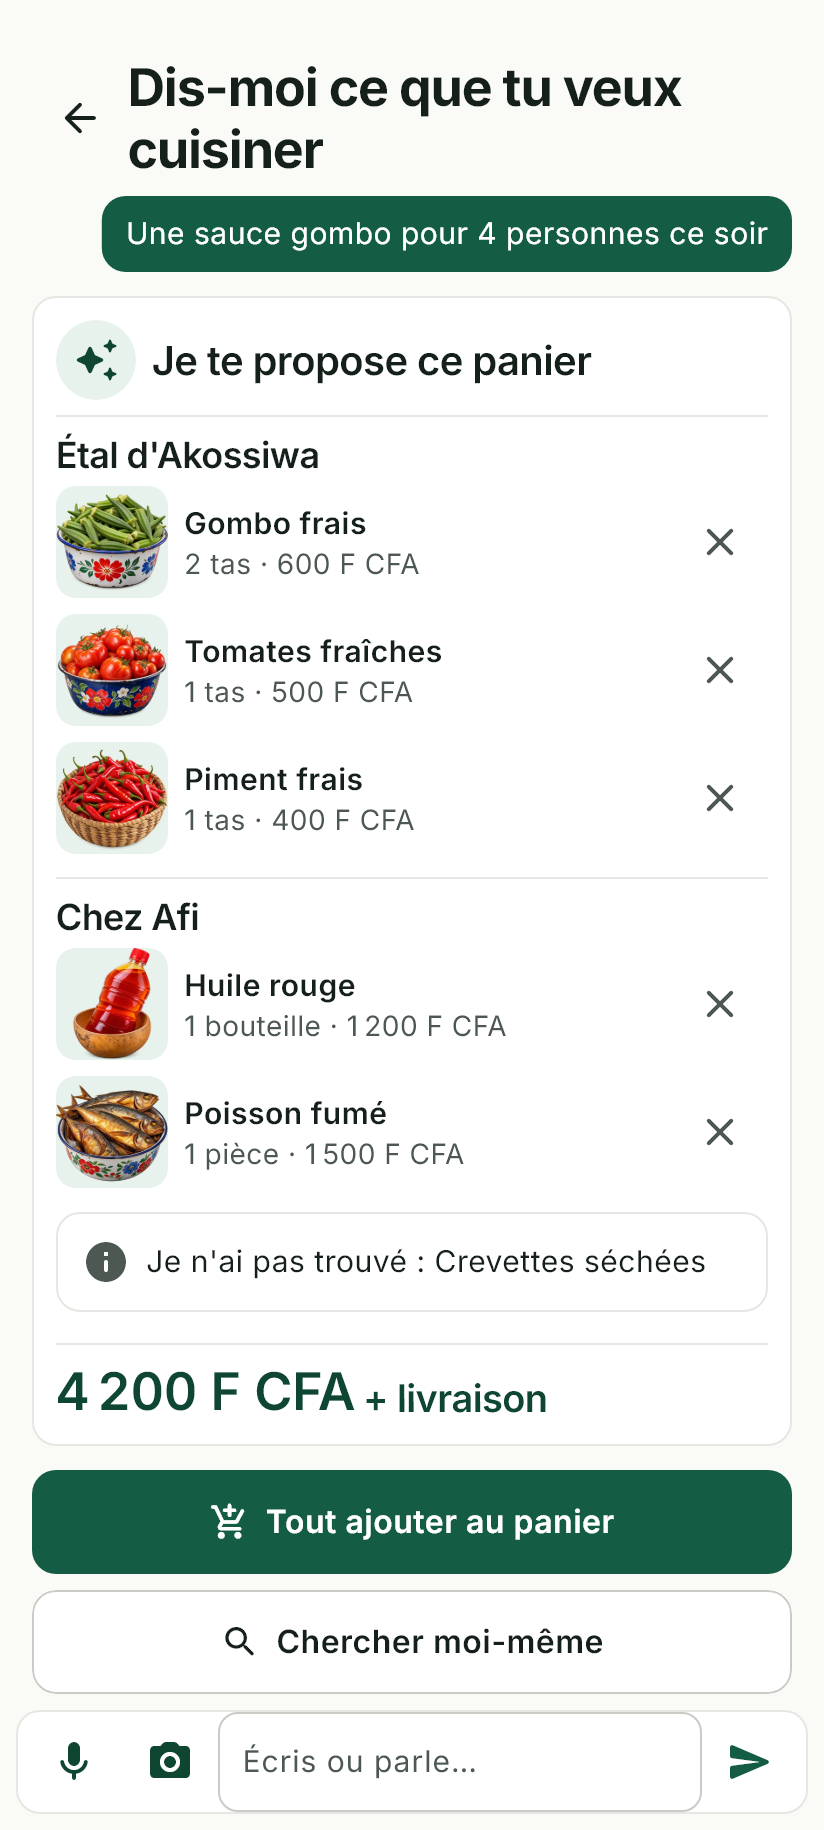 Dis-moi ce que tu veux
cuisiner
Une sauce gombo pour 4 personnes ce soir
Je te propose ce panier
Étal d'Akossiwa
Gombo frais
2 tas · 600 F CFA
Tomates fraîches
1 tas · 500 F CFA
Piment frais
1 tas · 400 F CFA
Chez Afi
Huile rouge
1 bouteille · 1 200 F CFA
Poisson fumé
1 pièce · 1 500 F CFA
Je n'ai pas trouvé : Crevettes séchées
4 200 F CFA + livraison
Tout ajouter au panier
Chercher moi-même
Écris ou parle...